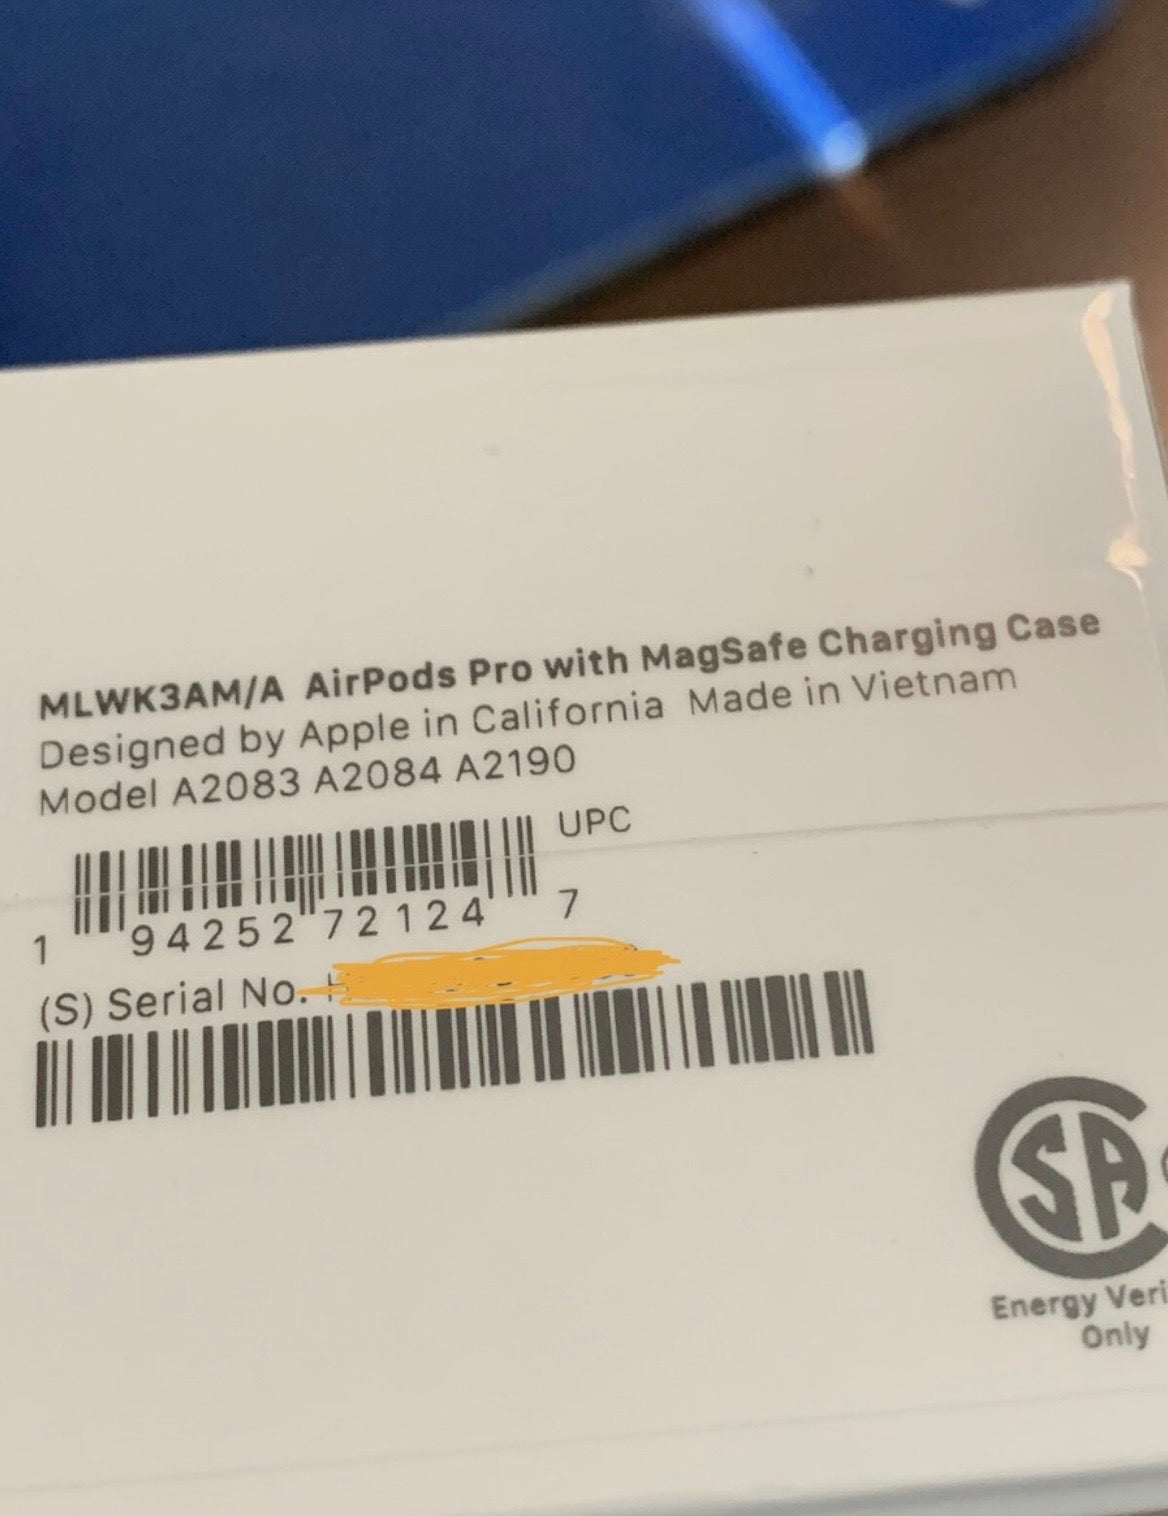 MLWK3AM/A AirPods Pro with MagSafe Charging Case
Designed by Apple in California Made in Vietnam
Model A2083 A2084 A2190
UPC
1 94252 72124 7
(S) Serial No.
SA
Energy Veri
Only